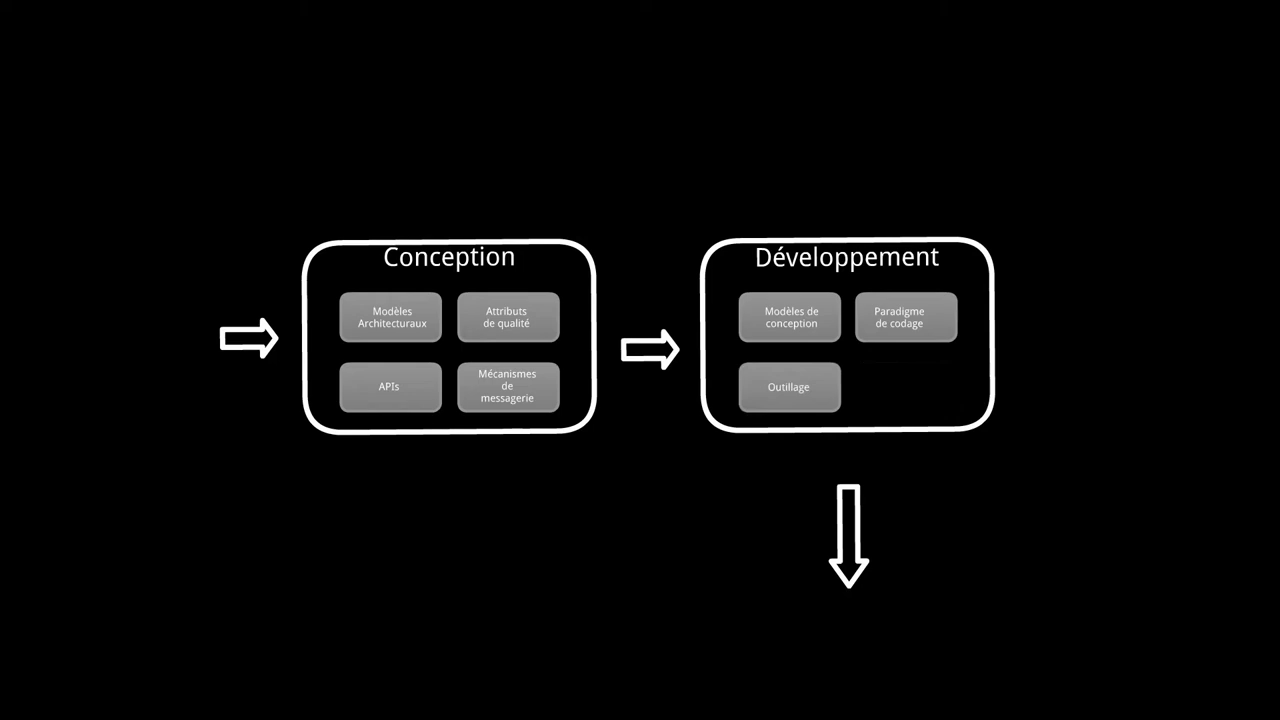 Conception
Modèles
Architecturaux
Attributs
de qualité
APIs
Mécanismes
de
messagerie
Développement
Modèles de
conception
Paradigme
de codage
Outillage